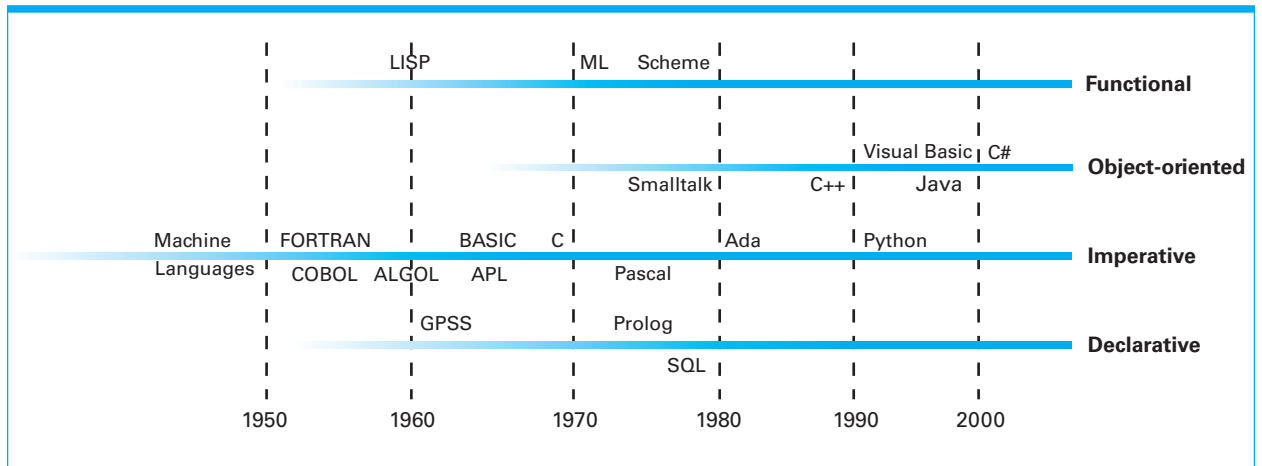 LISP ML Scheme
Functional
Visual Basic C#
Object-oriented
Smalltalk C++ Java
Machine FORTRAN BASIC C Ada Python
Imperative
Languages COBOL ALGOL APL Pascal
GPSS Prolog
Declarative
SQL
1950 1960 1970 1980 1990 2000